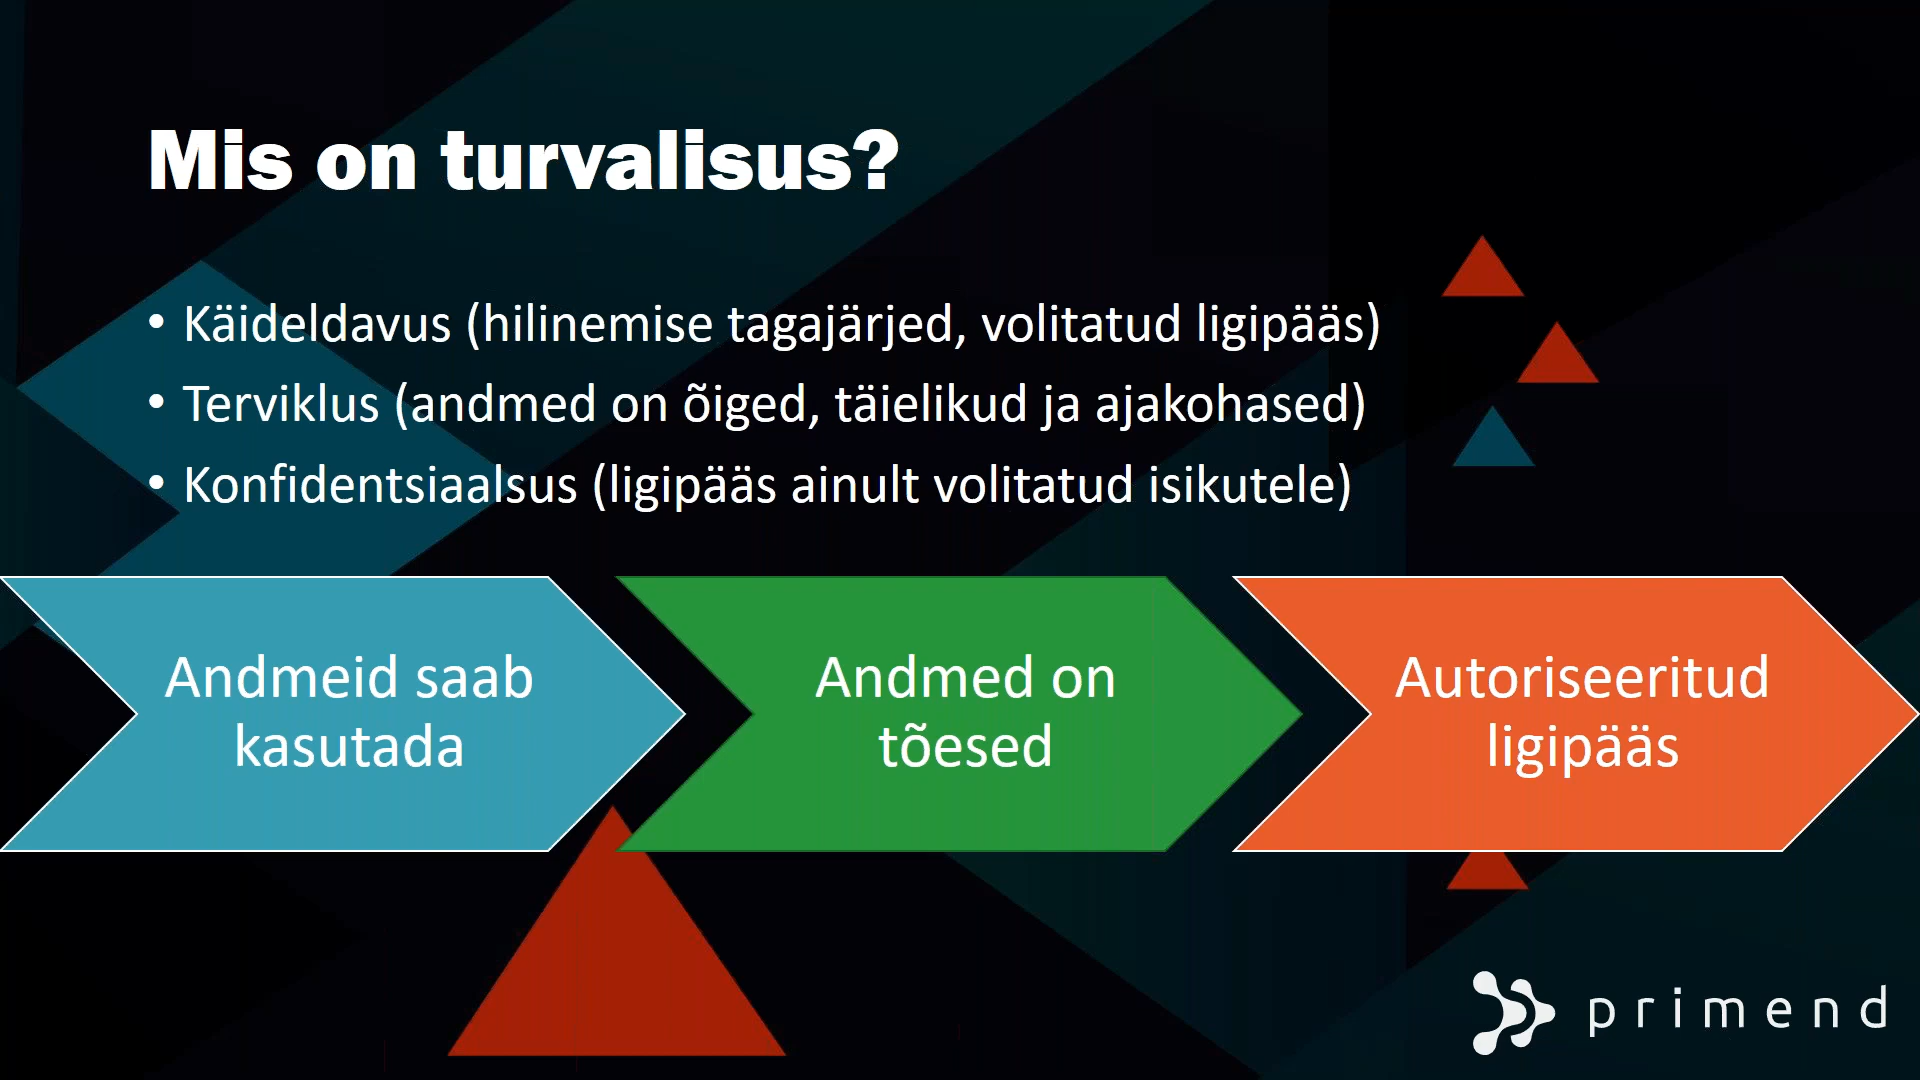 Mis on turvalisus?
• Käideldavus (hilinemise tagajärjed, volitatud ligipääs)
• Terviklus (andmed on õiged, täielikud ja ajakohased)
• Konfidentsiaalsus (ligipääs ainult volitatud isikutele)
Andmeid saab
kasutada
Andmed on
tõesed
Autoriseeritud
ligipääs
primend